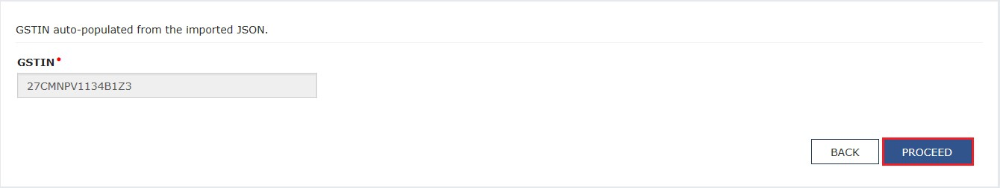 GSTIN auto-populated from the imported JSON.
GSTIN•
27CMNPV1134B1Z3
BACK PROCEED